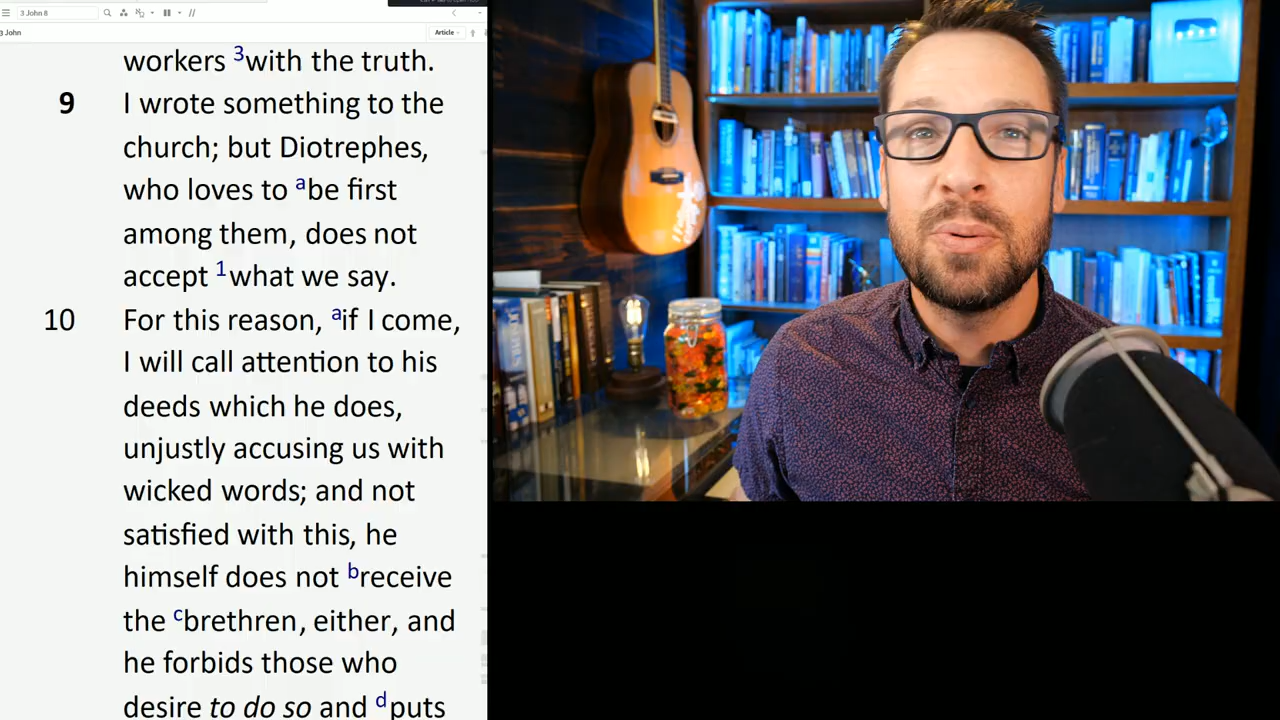 3 John 8
3 John
Article
workers 3with the truth.
9 I wrote something to the
church; but Diotrephes,
who loves to abe first
among them, does not
accept 1what we say.
10 For this reason, aif I come,
I will call attention to his
deeds which he does,
unjustly accusing us with
wicked words; and not
satisfied with this, he
himself does not breceive
the cbrethren, either, and
he forbids those who
desire to do so and dputs